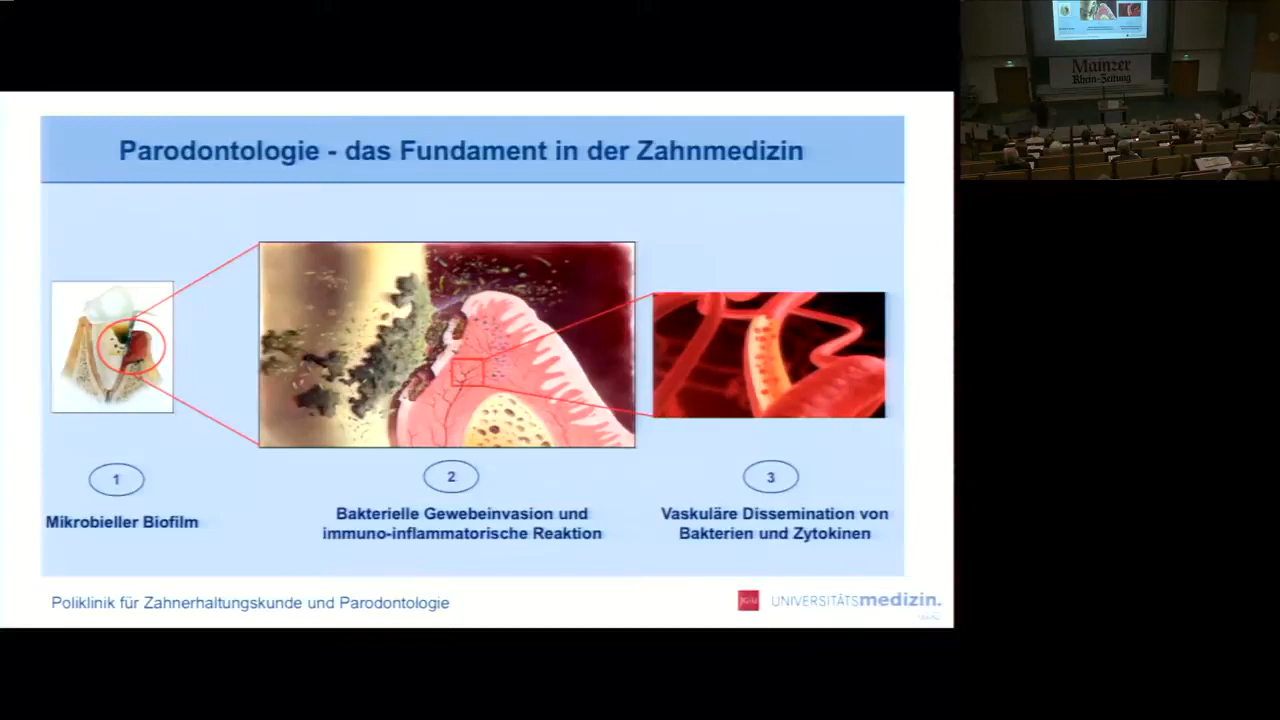 Parodontologie - das Fundament in der Zahnmedizin
1
Mikrobieller Biofilm
2
Bakterielle Gewebeinvasion und
immuno-inflammatorische Reaktion
3
Vaskuläre Dissemination von
Bakterien und Zytokinen
Poliklinik für Zahnerhaltungskunde und Parodontologie
UNIVERSITÄTSmedizin.
Mainzer
Rhein-Zeitung